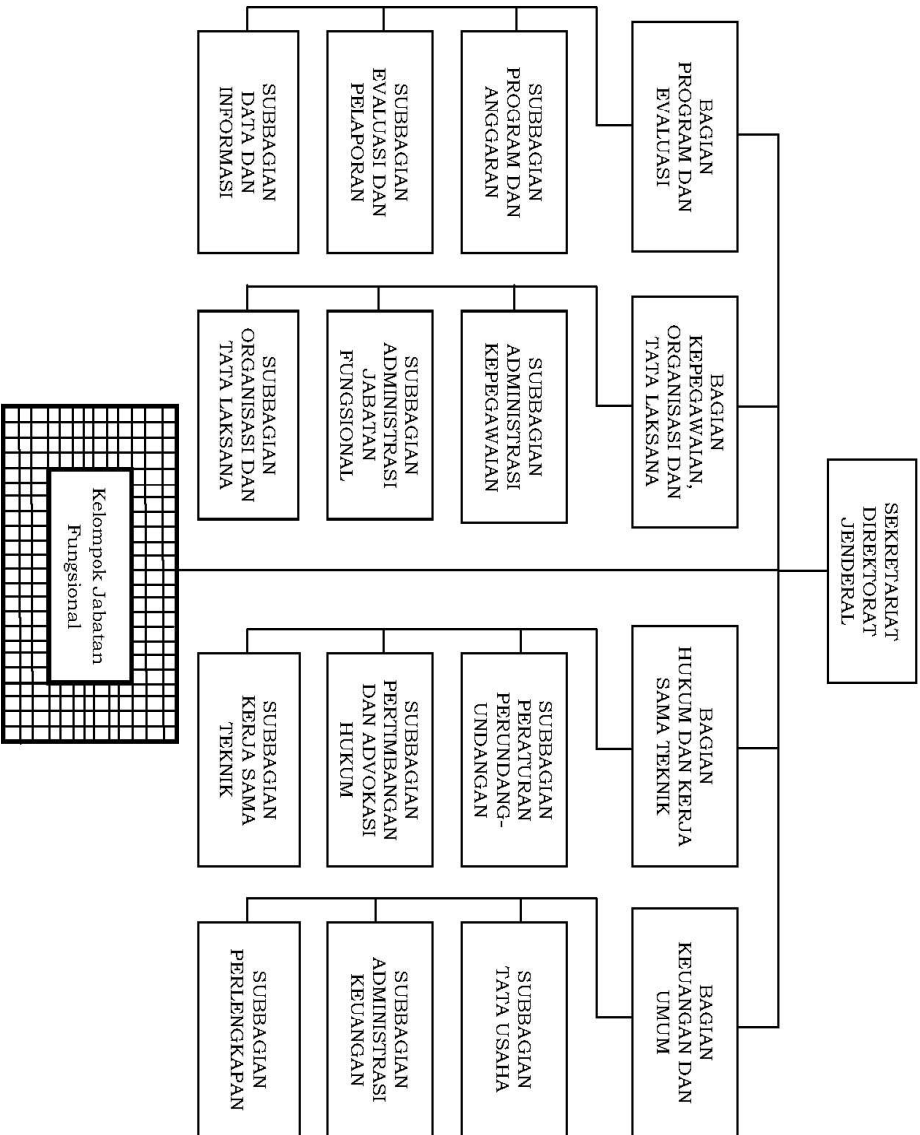 SEKRETARIAT
DIREKTORAT
JENDERAL
BAGIAN
PROGRAM DAN
EVALUASI
BAGIAN
KEPEGAWAIAN,
ORGANISASI DAN
TATA LAKSANA
BAGIAN
HUKUM DAN KERJA
SAMA TEKNIK
BAGIAN
KEUANGAN DAN
UMUM
SUBBAGIAN
PROGRAM DAN
ANGGARAN
SUBBAGIAN
ADMINISTRASI
KEPEGAWAIAN
SUBBAGIAN
PERATURAN
PERUNDANG-
UNDANGAN
SUBBAGIAN
TATA USAHA
SUBBAGIAN
EVALUASI DAN
PELAPORAN
SUBBAGIAN
ADMINISTRASI
JABATAN
FUNGSIONAL
SUBBAGIAN
PERTIMBANGAN
DAN ADVOKASI
HUKUM
SUBBAGIAN
ADMINISTRASI
KEUANGAN
SUBBAGIAN
DATA DAN
INFORMASI
SUBBAGIAN
ORGANISASI DAN
TATA LAKSANA
SUBBAGIAN
KERJA SAMA
TEKNIK
SUBBAGIAN
PERLENGKAPAN
Kelompok Jabatan
Fungsional